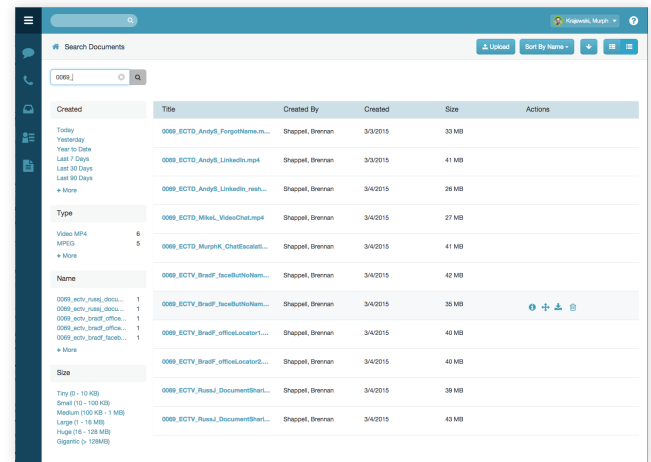 Krajewski, Murph
Search Documents
Upload
Sort By Name
0069_
Created
Today
Yesterday
Year to Date
Last 7 Days
Last 30 Days
Last 90 Days
+ More
Type
Video MP4 6
MPEG 5
+ More
Name
0069_ectv_russj_docu... 1
0069_ectv_russj_docu... 1
0069_ectv_bradf_office... 1
0069_ectv_bradf_office... 1
0069_ectv_bradf_faceb... 1
+ More
Size
Tiny (0 - 10 KB)
Small (10 - 100 KB)
Medium (100 KB - 1 MB)
Large (1 - 16 MB)
Huge (16 - 128 MB)
Gigantic (> 128MB)
Title Created By Created Size Actions
0069_ECTD_AndyS_ForgotName.m... Shappell, Brennan 3/3/2015 33 MB
0069_ECTD_AndyS_LinkedIn.mp4 Shappell, Brennan 3/3/2015 41 MB
0069_ECTD_AndyS_LinkedIn_resh... Shappell, Brennan 3/4/2015 26 MB
0069_ECTD_MikeL_VideoChat.mp4 Shappell, Brennan 3/4/2015 27 MB
0069_ECTD_MurphK_ChatEscalati... Shappell, Brennan 3/4/2015 41 MB
0069_ECTV_BradF_faceButNoNam... Shappell, Brennan 3/4/2015 42 MB
0069_ECTV_BradF_faceButNoNam... Shappell, Brennan 3/4/2015 35 MB
0069_ECTV_BradF_officeLocator1.... Shappell, Brennan 3/4/2015 40 MB
0069_ECTV_BradF_officeLocator2.... Shappell, Brennan 3/4/2015 40 MB
0069_ECTV_RussJ_DocumentShari... Shappell, Brennan 3/4/2015 39 MB
0069_ECTV_RussJ_DocumentShari... Shappell, Brennan 3/4/2015 43 MB